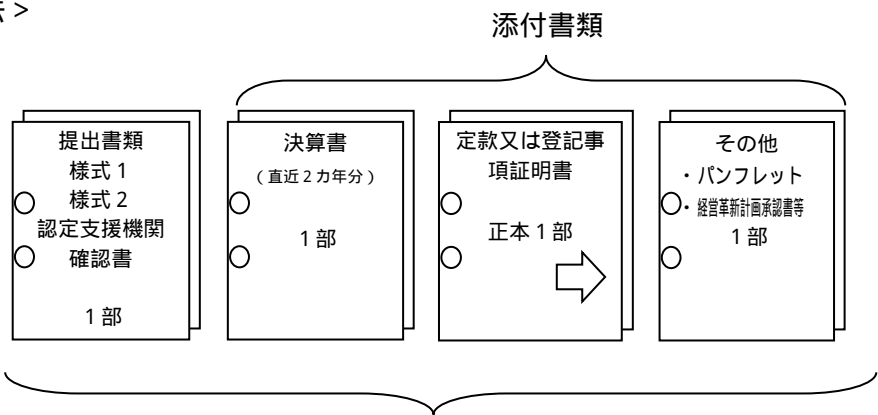 >
添付書類
提出書類
様式１
様式２
認定支援機関
確認書
１部
決算書
（直近２カ年分）
１部
定款又は登記事
項証明書
正本１部
その他
・パンフレット
・経営革新計画承認書等
１部